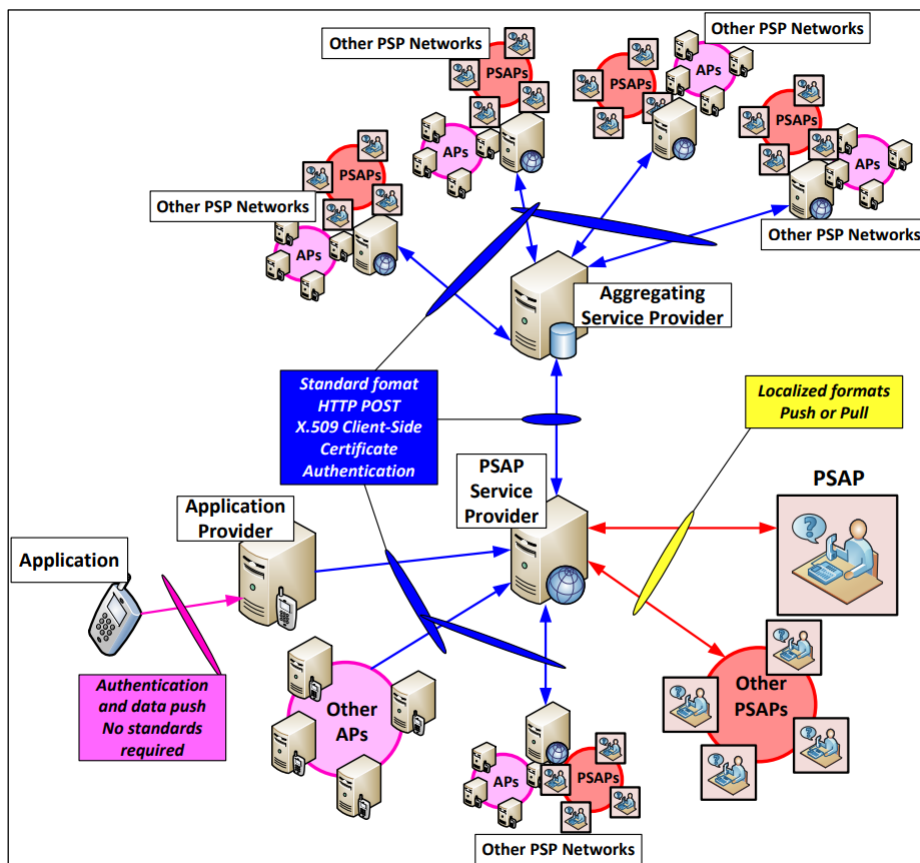 Other PSP Networks
PSAPs
APs
Other PSP Networks
PSAPs
APs
Other PSP Networks
PSAPs
APs
Other PSP Networks
PSAPs
APs
Aggregating
Service Provider
Standard fomat
HTTP POST
X.509 Client-Side
Certificate
Authentication
Localized formats
Push or Pull
PSAP
Service
Provider
PSAP
Application
Provider
Application
Authentication
and data push
No standards
required
Other
APs
Other
PSAPs
APs
PSAPs
Other PSP Networks